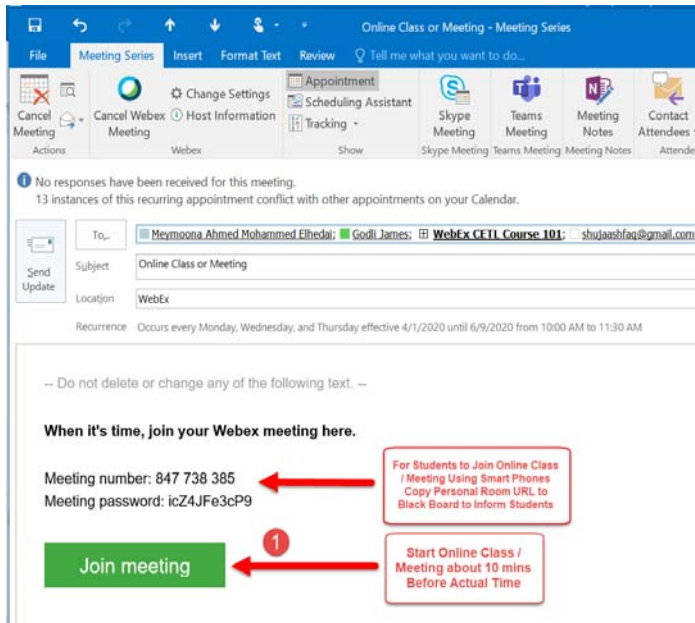 Online Class or Meeting - Meeting Series
File Meeting Series Insert Format Text Review Tell me what you want to do...
Cancel Meeting
Actions
Cancel Webex Meeting
Change Settings
Host Information
Webex
Appointment
Scheduling Assistant
Tracking
Show
Skype Meeting
Skype Meeting
Teams Meeting
Teams Meeting
Meeting Notes
Meeting Notes
Contact Attendees
Attende
No responses have been received for this meeting.
13 instances of this recurring appointment conflict with other appointments on your Calendar.
Send Update
To... Meymoona Ahmed Mohammed Elhedai; Godli James; WebEx CETL Course 101; shujaashfaq@gmail.com
Subject Online Class or Meeting
Location WebEx
Recurrence Occurs every Monday, Wednesday, and Thursday effective 4/1/2020 until 6/9/2020 from 10:00 AM to 11:30 AM
-- Do not delete or change any of the following text. --
When it's time, join your Webex meeting here.
Meeting number: 847 738 385
Meeting password: icZ4JFe3cP9
For Students to Join Online Class
/ Meeting Using Smart Phones
Copy Personal Room URL to
Black Board to Inform Students
Join meeting
1
Start Online Class /
Meeting about 10 mins
Before Actual Time